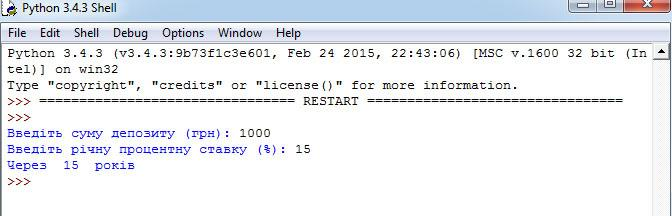 Python 3.4.3 Shell
File Edit Shell Debug Options Window Help
Python 3.4.3 (v3.4.3:9b73f1c3e601, Feb 24 2015, 22:43:06) [MSC v.1600 32 bit (In
tel)] on win32
Type "copyright", "credits" or "license()" for more information.
>>> ================================ RESTART ================================
>>>
Введіть суму депозиту (грн): 1000
Введіть річну процентну ставку (%): 15
Через  15  років
>>>